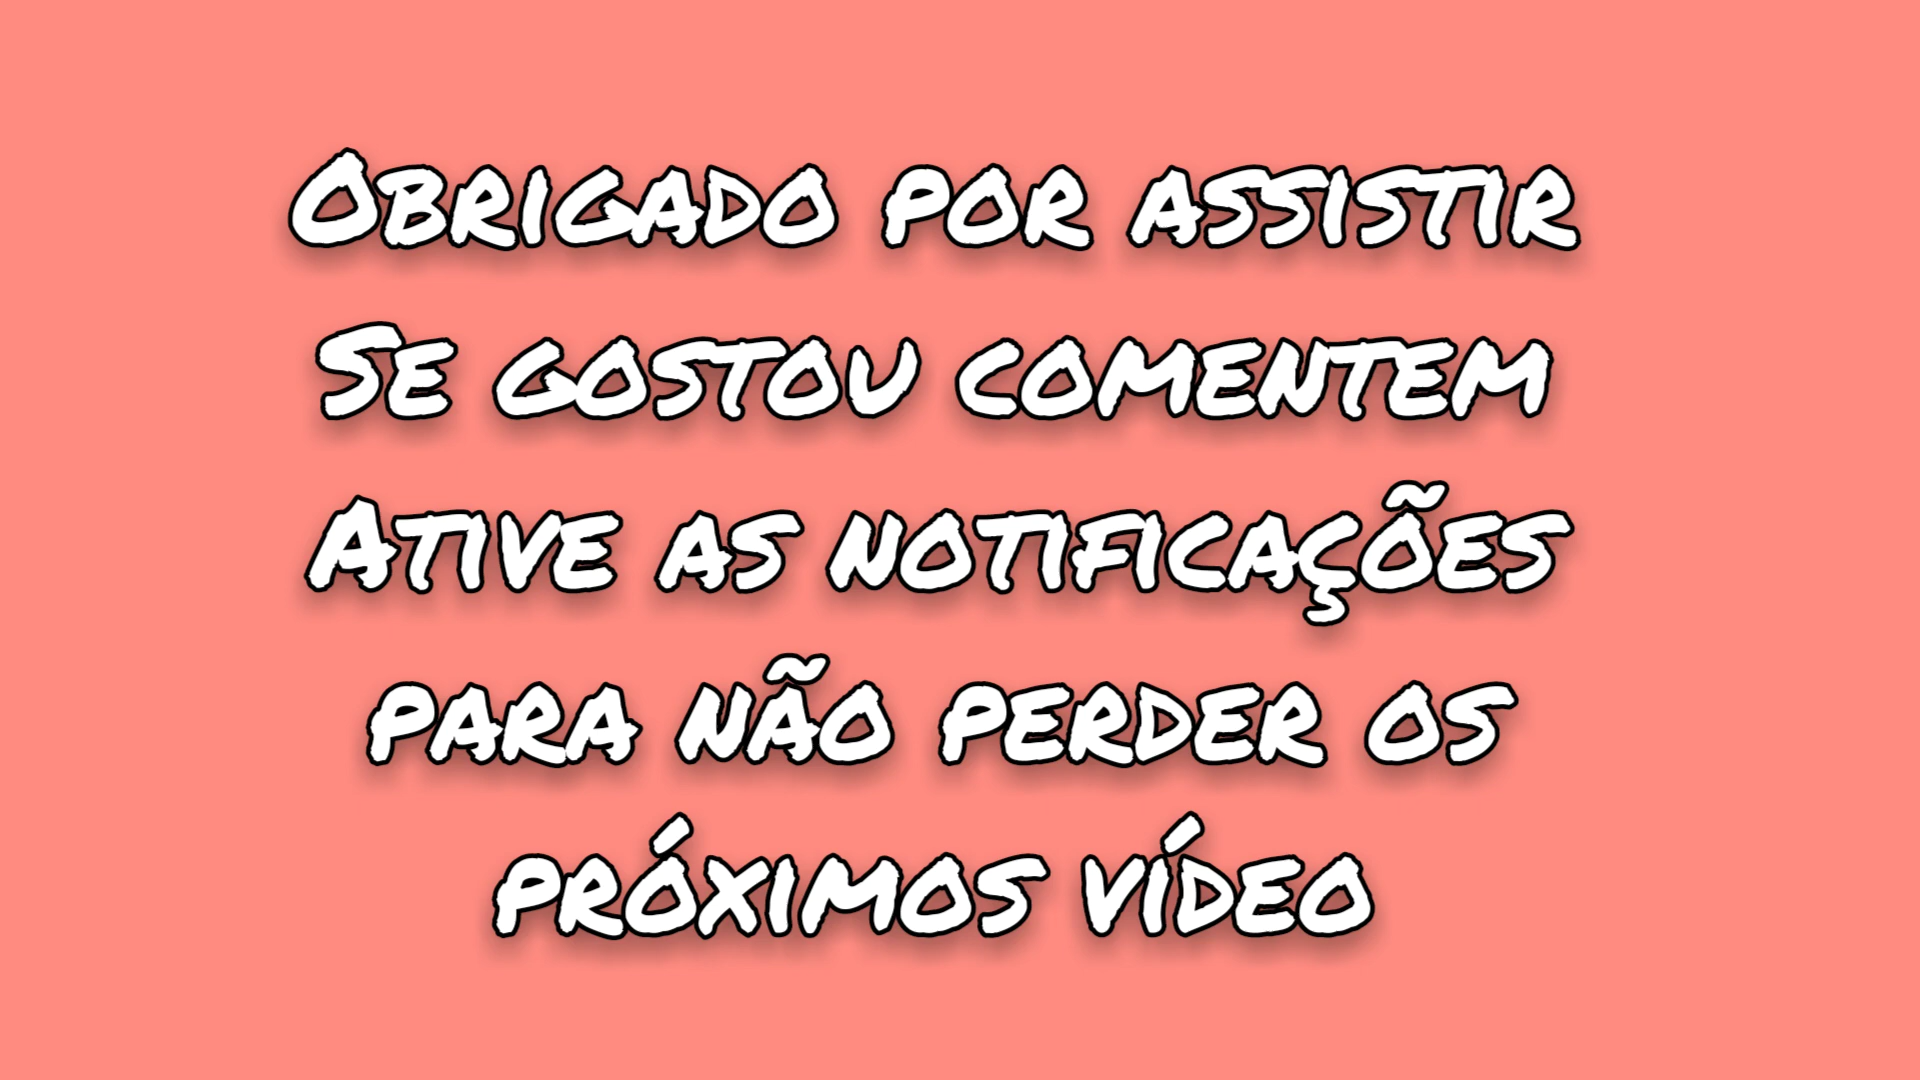 Obrigado por assistir
Se gostou comentem
Ative as notificações
para não perder os
próximos vídeo